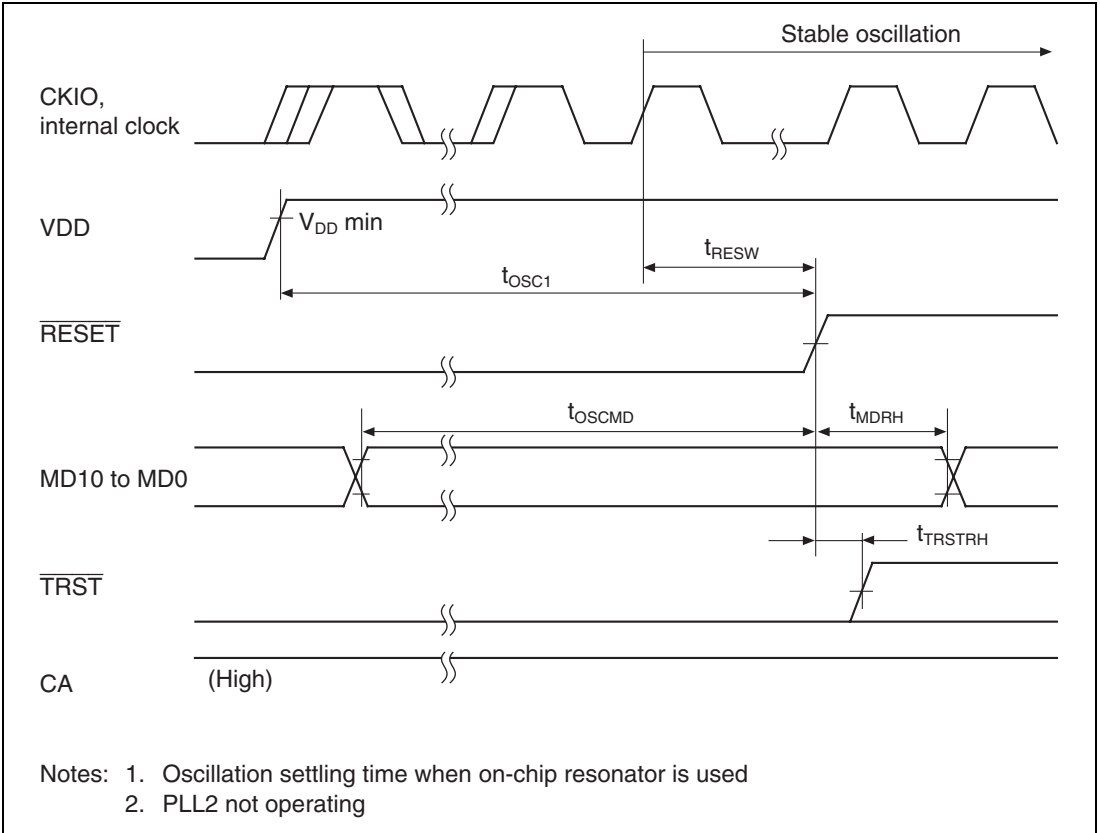 Stable oscillation
CKIO,
internal clock
VDD
VDD min
tRESW
tOSC1
RESET
tOSCMD
tMDRH
MD10 to MD0
tTRSTRH
TRST
CA
(High)
Notes: 1. Oscillation settling time when on-chip resonator is used
2. PLL2 not operating